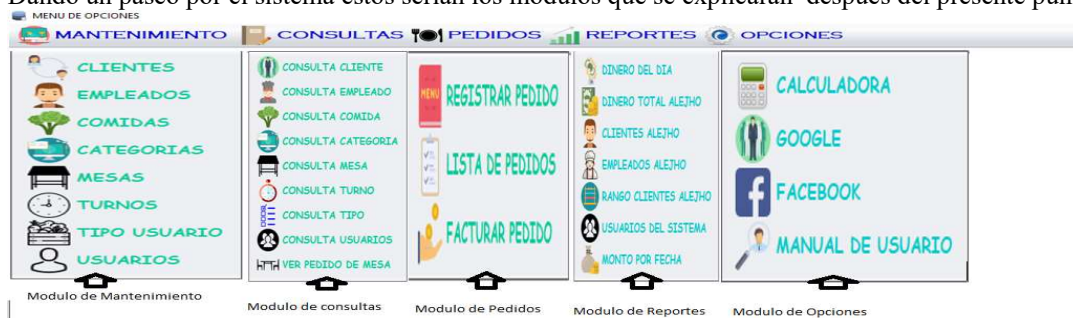 Dando un paseo por el sistema estos serian los modulos que se explicaran despues del presente
MENU DE OPCIONES
MANTENIMIENTO CONSULTAS PEDIDOS REPORTES OPCIONES
CLIENTES
EMPLEADOS
COMIDAS
CATEGORIAS
MESAS
TURNOS
TIPO USUARIO
USUARIOS
Modulo de Mantenimiento
CONSULTA CLIENTE
CONSULTA EMPLEADO
CONSULTA COMIDA
CONSULTA CATEGORIA
CONSULTA MESA
CONSULTA TURNO
CONSULTA TIPO
CONSULTA USUARIOS
VER PEDIDO DE MESA
Modulo de consultas
MENU
REGISTRAR PEDIDO
LISTA DE PEDIDOS
FACTURAR PEDIDO
Modulo de Pedidos
DINERO DEL DIA
DINERO TOTAL ALEJHO
CLIENTES ALEJHO
EMPLEADOS ALEJHO
RANGO CLIENTES ALEJHO
USUARIOS DEL SISTEMA
MONTO POR FECHA
Modulo de Reportes
CALCULADORA
GOOGLE
FACEBOOK
MANUAL DE USUARIO
Modulo de Opciones